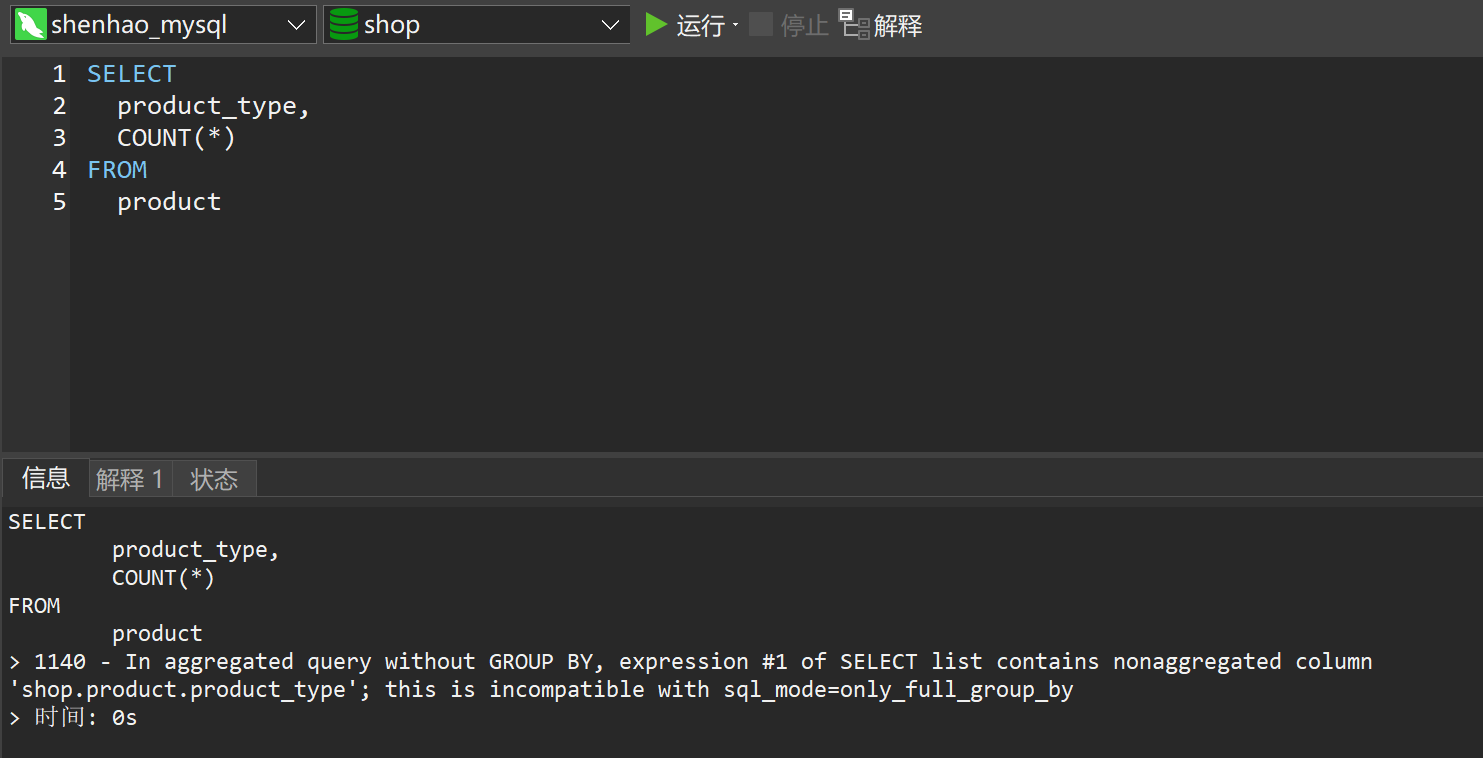 shenhao_mysql shop 运行 · 停止 解释
1 SELECT
2 product_type,
3 COUNT(*)
4 FROM
5 product
信息 解释 1 状态
SELECT
product_type,
COUNT(*)
FROM
product
> 1140 - In aggregated query without GROUP BY, expression #1 of SELECT list contains nonaggregated column
'shop.product.product_type'; this is incompatible with sql_mode=only_full_group_by
> 时间: 0s